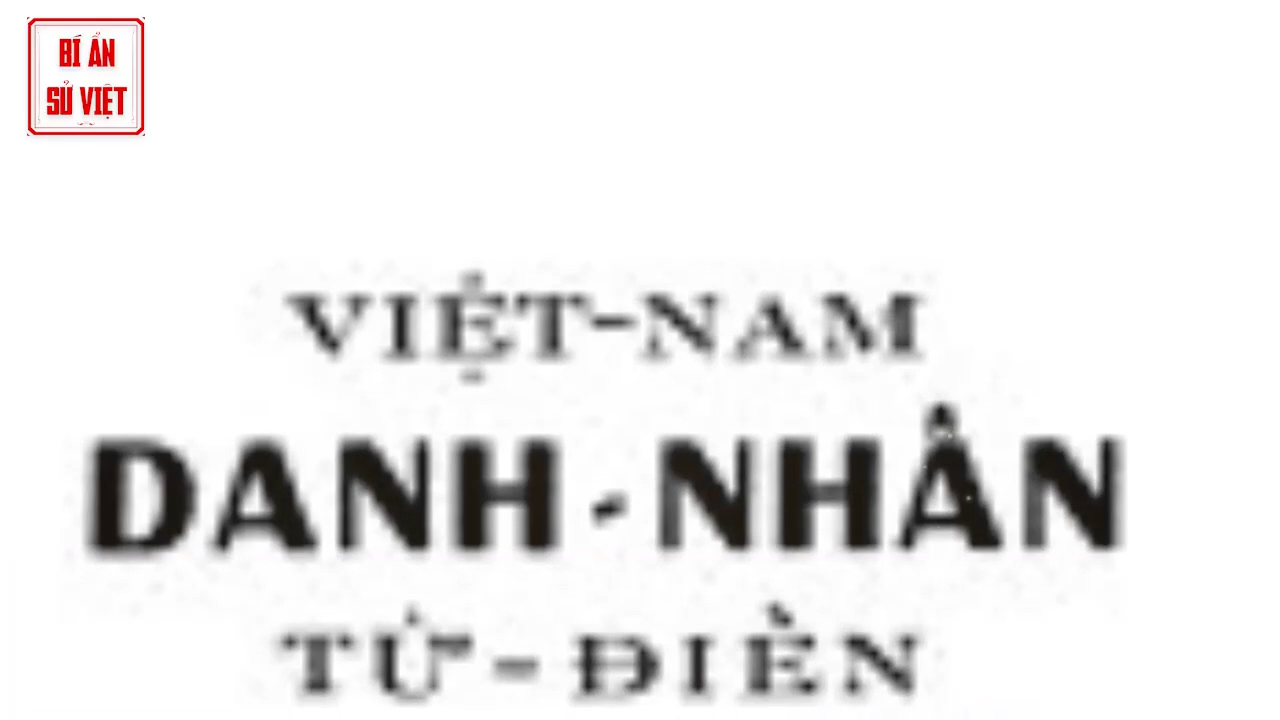 BÍ ẨN
SỬ VIỆT
VIỆT-NAM
DANH-NHÂN
TỪ-ĐIỂN